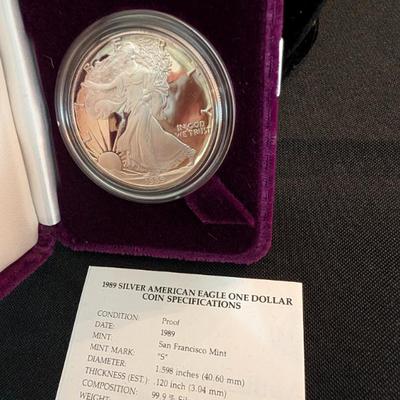 IN GOD
WE TRUST
1989 SILVER AMERICAN EAGLE ONE DOLLAR
COIN SPECIFICATIONS
CONDITION: Proof
DATE: 1989
MINT: San Francisco Mint
MINT MARK: "S"
DIAMETER: 1.598 inches (40.60 mm)
THICKNESS (EST.): .120 inch (3.04 mm)
COMPOSITION: 99.9 %
WEIGHT: